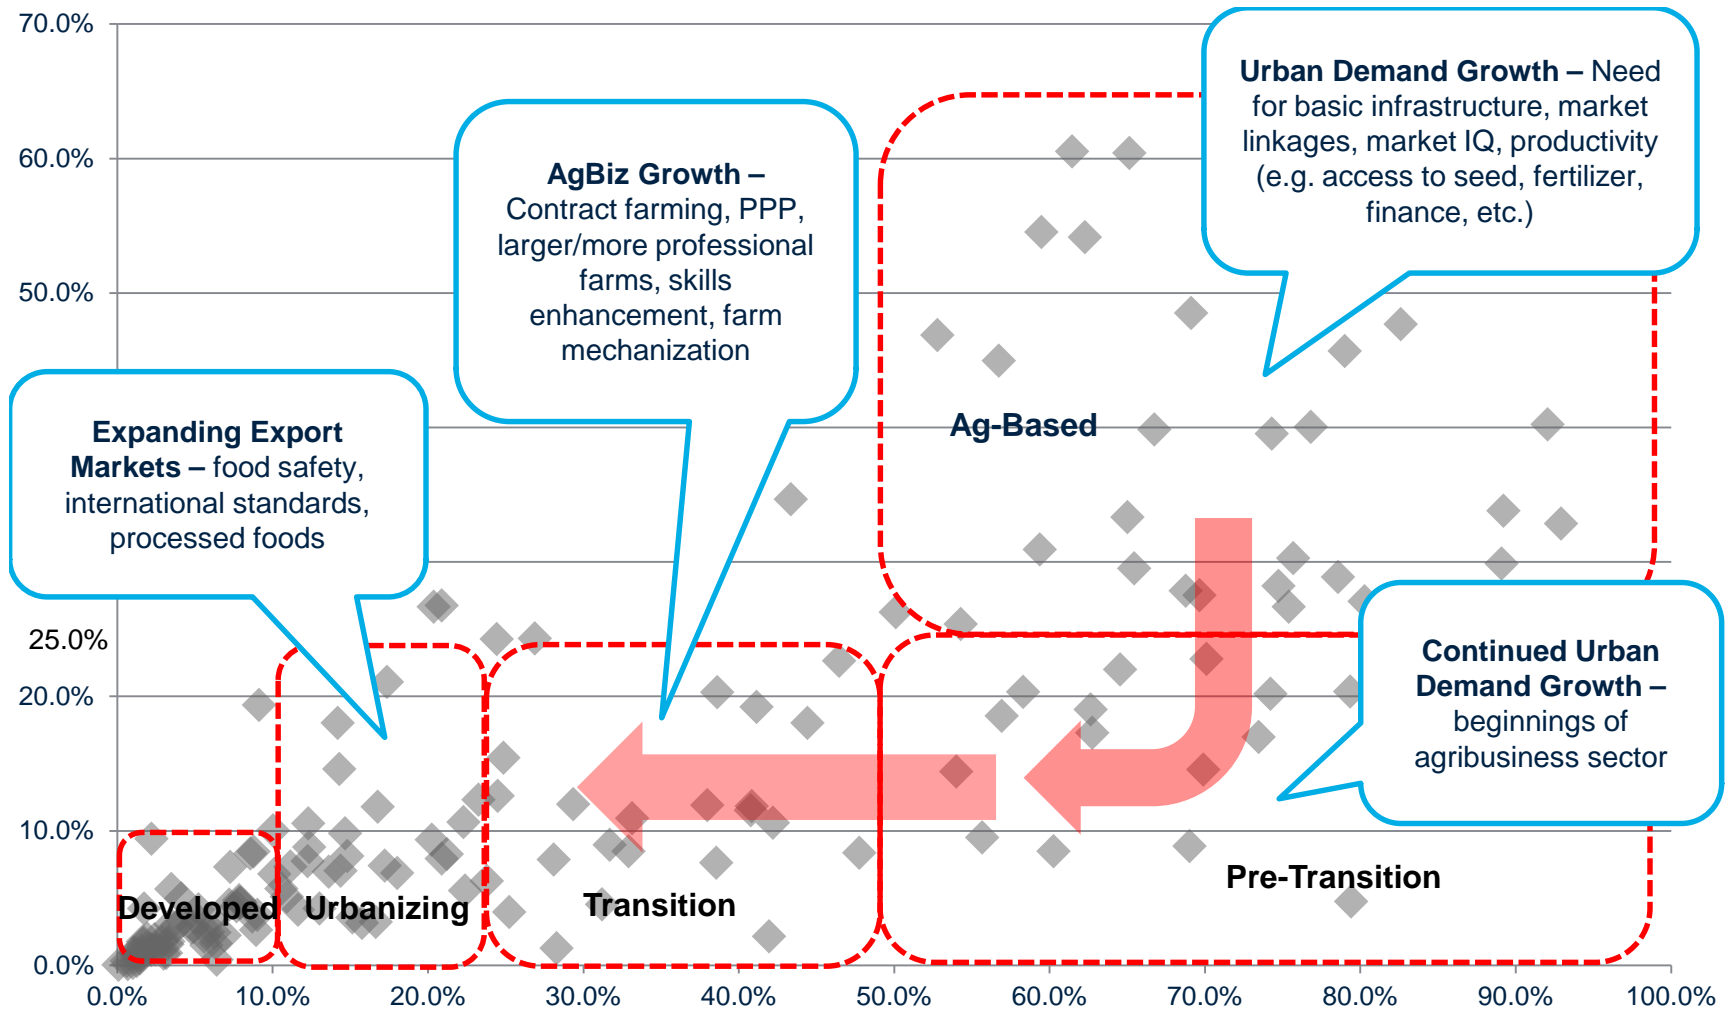 70.0%
60.0%
50.0%
25.0%
20.0%
10.0%
0.0%
Urban Demand Growth – Need
for basic infrastructure, market
linkages, market IQ, productivity
(e.g. access to seed, fertilizer,
finance, etc.)
AgBiz Growth –
Contract farming, PPP,
larger/more professional
farms, skills
enhancement, farm
mechanization
Expanding Export
Markets – food safety,
international standards,
processed foods
Ag-Based
Continued Urban
Demand Growth –
beginnings of
agribusiness sector
Developed
Urbanizing
Transition
Pre-Transition
0.0%
10.0%
20.0%
30.0%
40.0%
50.0%
60.0%
70.0%
80.0%
90.0%
100.0%